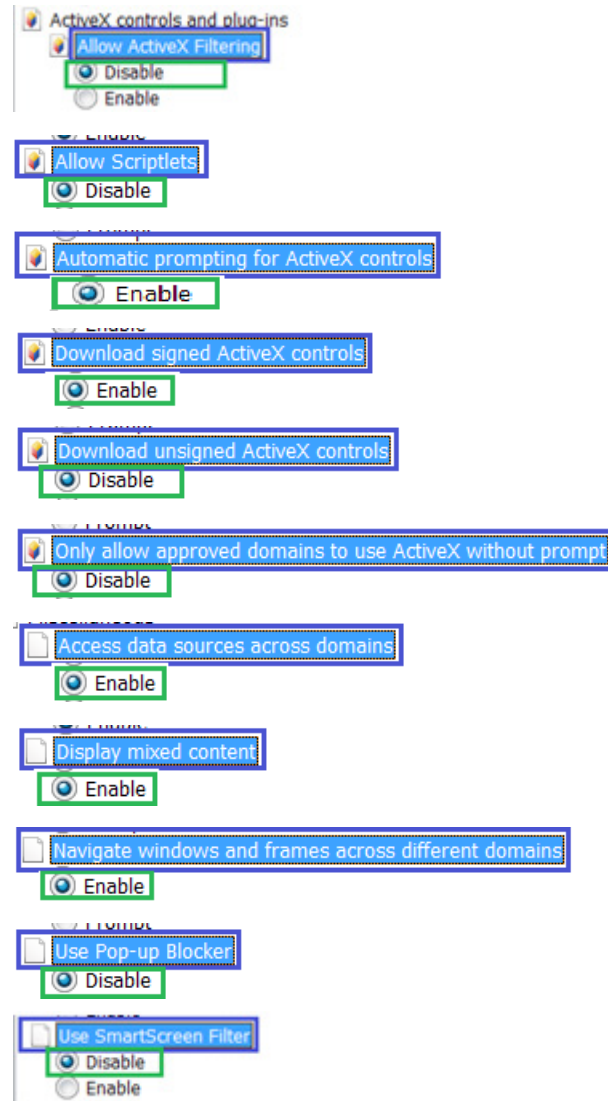 ActiveX controls and plug-ins
Allow ActiveX Filtering
Disable
Enable
Allow Scriptlets
Disable
Automatic prompting for ActiveX controls
Enable
Download signed ActiveX controls
Enable
Download unsigned ActiveX controls
Disable
Only allow approved domains to use ActiveX without prompt
Disable
Access data sources across domains
Enable
Display mixed content
Enable
Navigate windows and frames across different domains
Enable
Use Pop-up Blocker
Disable
Use SmartScreen Filter
Disable
Enable